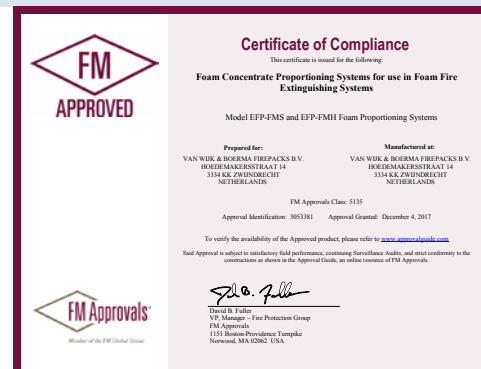 FM
APPROVED
Certificate of Compliance
This certificate is issued for the following:
Foam Concentrate Proportioning Systems for use in Foam Fire
Extinguishing Systems
Model EFP-FMS and EFP-FMH Foam Proportioning Systems
Prepared for:
VAN WIJK & BOERMA FIREPACKS B.V.
HOEDEMAKERSSTRAAT 14
3334 KK ZWIJNDRECHT
NETHERLANDS
Manufactured at:
VAN WIJK & BOERMA FIREPACKS B.V.
HOEDEMAKERSSTRAAT 14
3334 KK ZWIJNDRECHT
NETHERLANDS
FM Approvals Class: 5135
Approval Identification: 3053381 Approval Granted: December 4, 2017
To verify the availability of the Approved product, please refer to www.approvalguide.com
Said Approval is subject to satisfactory field performance, continuing Surveillance Audits, and strict conformity to the
constructions as shown in the Approval Guide, an online resource of FM Approvals.
David B. Fuller
VP, Manager – Fire Protection Group
FM Approvals
1151 Boston-Providence Turnpike
Norwood, MA 02062 USA
FM Approvals
Member of the FM Global Group